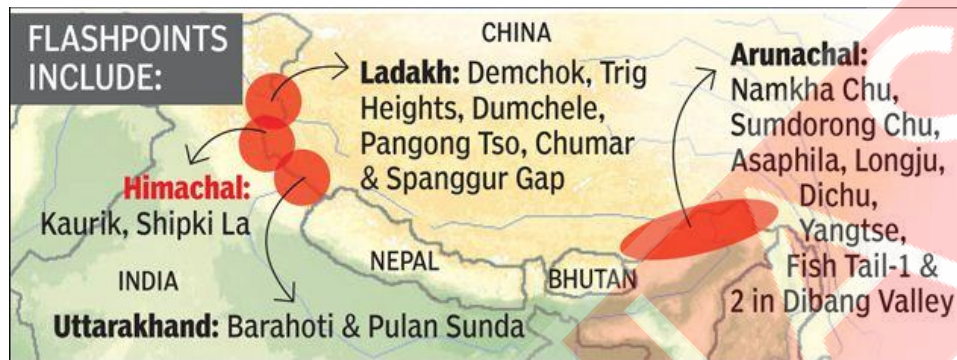 FLASHPOINTS
INCLUDE:
CHINA
Ladakh: Demchok, Trig
Heights, Dumchele,
Pangong Tso, Chumar
& Spanggur Gap
Arunachal:
Namkha Chu,
Sumdorong Chu,
Asaphila, Longju,
Dichu,
Yangtse,
Fish Tail-1 &
2 in Dibang Valley
Himachal:
Kaurik, Shipki La
INDIA
NEPAL
BHUTAN
Uttarakhand: Barahoti & Pulan Sunda